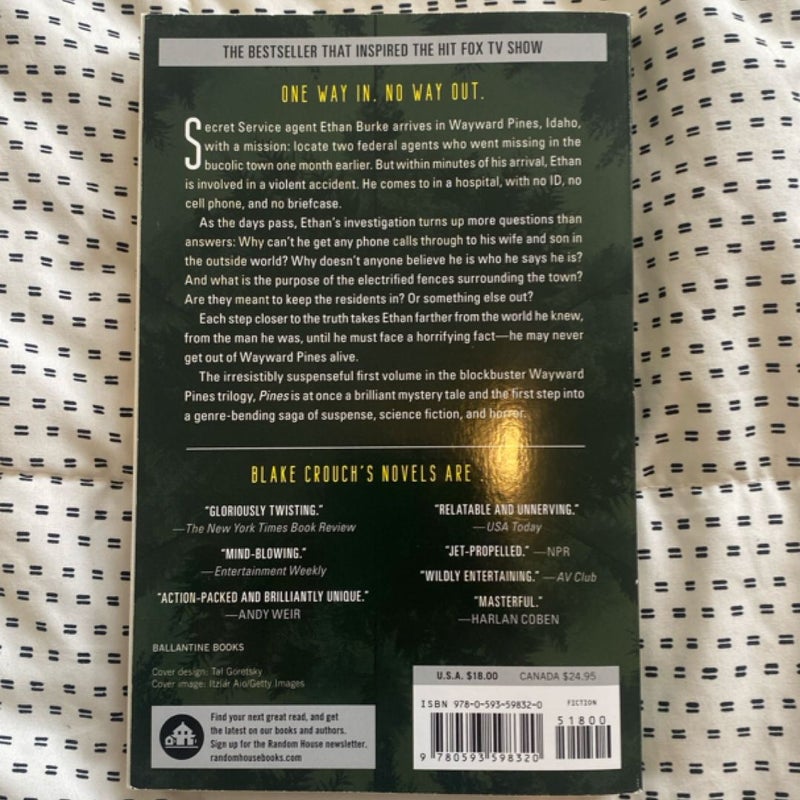 THE BESTSELLER THAT INSPIRED THE HIT FOX TV SHOW
ONE WAY IN. NO WAY OUT.
Secret Service agent Ethan Burke arrives in Wayward Pines, Idaho,
with a mission: locate two federal agents who went missing in the
bucolic town one month earlier. But within minutes of his arrival, Ethan
is involved in a violent accident. He comes to in a hospital, with no ID, no
cell phone, and no briefcase.
As the days pass, Ethan's investigation turns up more questions than
answers: Why can't he get any phone calls through to his wife and son in
the outside world? Why doesn't anyone believe he is who he says he is?
And what is the purpose of the electrified fences surrounding the town?
Are they meant to keep the residents in? Or something else out?
Each step closer to the truth takes Ethan farther from the world he knew,
from the man he was, until he must face a horrifying fact—he may never
get out of Wayward Pines alive.
The irresistibly suspenseful first volume in the blockbuster Wayward
Pines trilogy, Pines is at once a brilliant mystery tale and the first step into
a genre-bending saga of suspense, science fiction, and horror.
BLAKE CROUCH'S NOVELS ARE . . .
"GLORIOUSLY TWISTING."
—The New York Times Book Review
"MIND-BLOWING."
—Entertainment Weekly
"ACTION-PACKED AND BRILLIANTLY UNIQUE."
—ANDY WEIR
"RELATABLE AND UNNERVING."
—USA Today
"JET-PROPELLED." —NPR
"WILDLY ENTERTAINING." —AV Club
"MASTERFUL."
—HARLAN COBEN
BALLANTINE BOOKS
Cover design: Tal Goretsky
Cover image: Itziar Aio/Getty Images
Find your next great read, and get
the latest on our books and authors.
Sign up for the Random House newsletter.
randomhousebooks.com
U.S.A. $18.00 CANADA $24.95
ISBN 978-0-593-59832-0 FICTION
51800
9 780593 598320